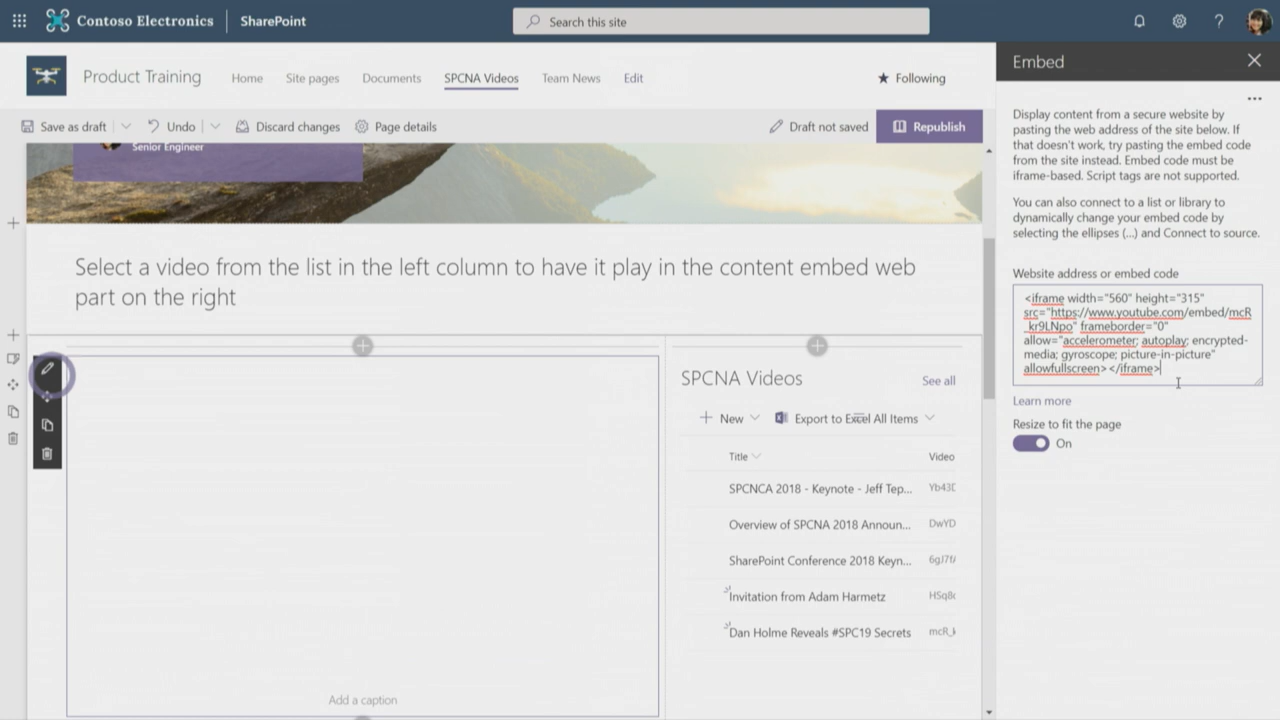 Contoso Electronics
SharePoint
Search this site
?
Product Training
Home
Site pages
Documents
SPCNA Videos
Team News
Edit
Following
Save as draft
Undo
Discard changes
Page details
Draft not saved
Republish
Senior Engineer
Select a video from the list in the left column to have it play in the content embed web
part on the right
Add a caption
SPCNA Videos
See all
New
Export to Excel
All Items
Title
Video
SPCNCA 2018 - Keynote - Jeff Tep...
Overview of SPCNA 2018 Announ...
DwYD
SharePoint Conference 2018 Keyn...
Invitation from Adam Harmetz
Dan Holme Reveals #SPC19 Secrets
Embed
Display content from a secure website by
pasting the web address of the site below. If
that doesn't work, try pasting the embed code
from the site instead. Embed code must be
iframe-based. Script tags are not supported.
You can also connect to a list or library to
dynamically change your embed code by
selecting the ellipses (...) and Connect to source.
Website address or embed code
<iframe width="560" height="315"
src="https://www.youtube.com/embed/mcR
_kr9LNpo" frameborder="0"
allow="accelerometer; autoplay; encrypted-
media; gyroscope; picture-in-picture"
allowfullscreen></iframe>
Learn more
Resize to fit the page
On